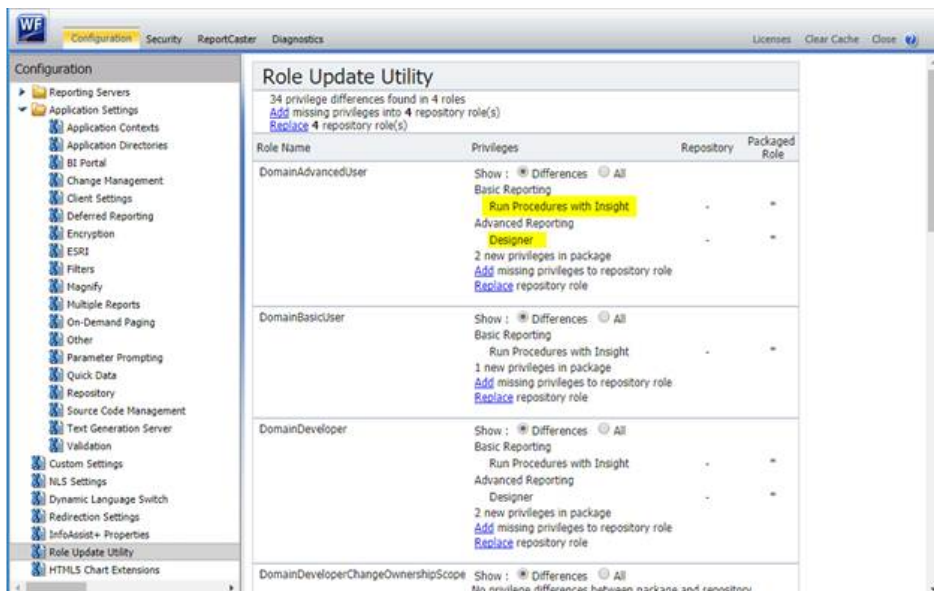 WF
Configuration Security ReportCaster Diagnostics Licenses Clear Cache Close ?
Configuration
Reporting Servers
Application Settings
Application Contexts
Application Directories
BI Portal
Change Management
Client Settings
Deferred Reporting
Encryption
ESRI
Filters
Magnify
Multiple Reports
On-Demand Paging
Other
Parameter Prompting
Quick Data
Repository
Source Code Management
Text Generation Server
Validation
Custom Settings
NLS Settings
Dynamic Language Switch
Redirection Settings
InfoAssist+ Properties
Role Update Utility
HTML5 Chart Extensions
Role Update Utility
34 privilege differences found in 4 roles
Add missing privileges into 4 repository role(s)
Replace 4 repository role(s)
Role Name Privileges Repository Packaged Role
DomainAdvancedUser Show : Differences All
Basic Reporting
Run Procedures with Insight - *
Advanced Reporting
Designer - *
2 new privileges in package
Add missing privileges to repository role
Replace repository role
DomainBasicUser Show : Differences All
Basic Reporting
Run Procedures with Insight - *
1 new privileges in package
Add missing privileges to repository role
Replace repository role
DomainDeveloper Show : Differences All
Basic Reporting
Run Procedures with Insight - *
Advanced Reporting
Designer - *
2 new privileges in package
Add missing privileges to repository role
Replace repository role
DomainDeveloperChangeOwnershipScope Show : Differences All
No privilege differences between package and repository